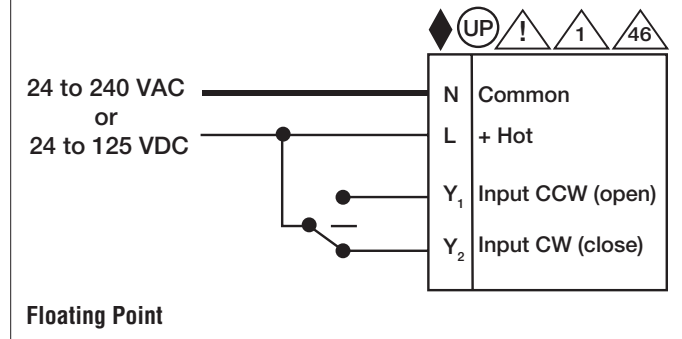 UP ! 1 46
24 to 240 VAC
or
24 to 125 VDC
N Common
L + Hot
Y1 Input CCW (open)
Y2 Input CW (close)
Floating Point